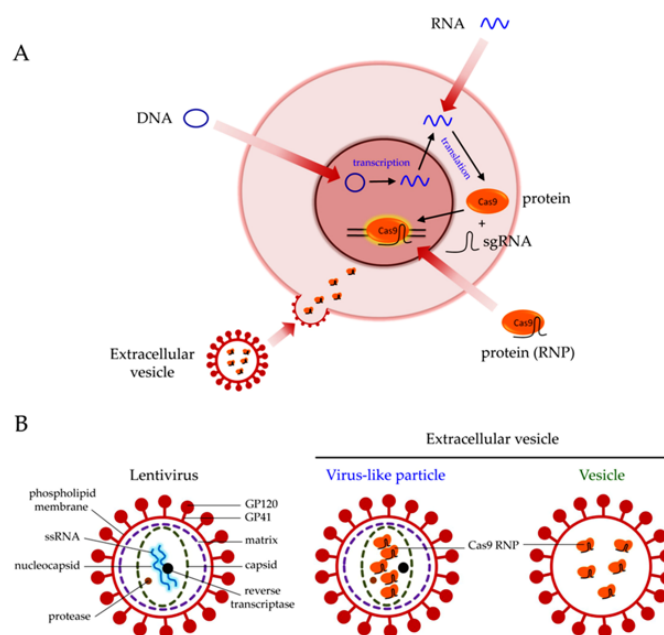 A
RNA
DNA
transcription
translation
Cas9
protein
+
sgRNA
Cas9
Cas9
protein (RNP)
Extracellular
vesicle
B
Extracellular vesicle
Lentivirus
Virus-like particle
Vesicle
phospholipid
membrane
GP120
GP41
ssRNA
matrix
Cas9 RNP
nucleocapsid
capsid
protease
reverse
transcriptase